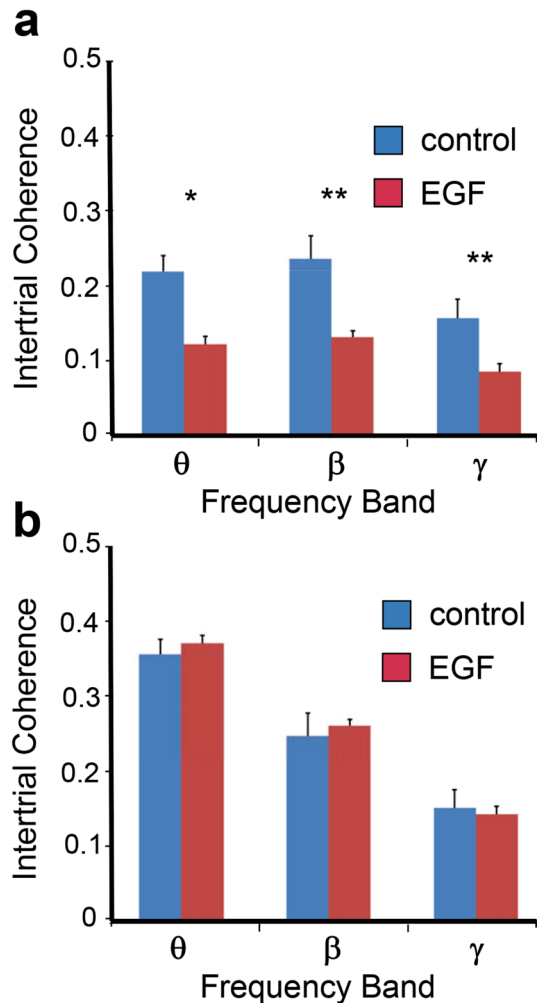 a
Intertrial Coherence
0.5
0.4
0.3
0.2
0.1
0
control
EGF
*
**
**
θ β γ
Frequency Band
b
Intertrial Coherence
0.5
0.4
0.3
0.2
0.1
0
control
EGF
θ β γ
Frequency Band